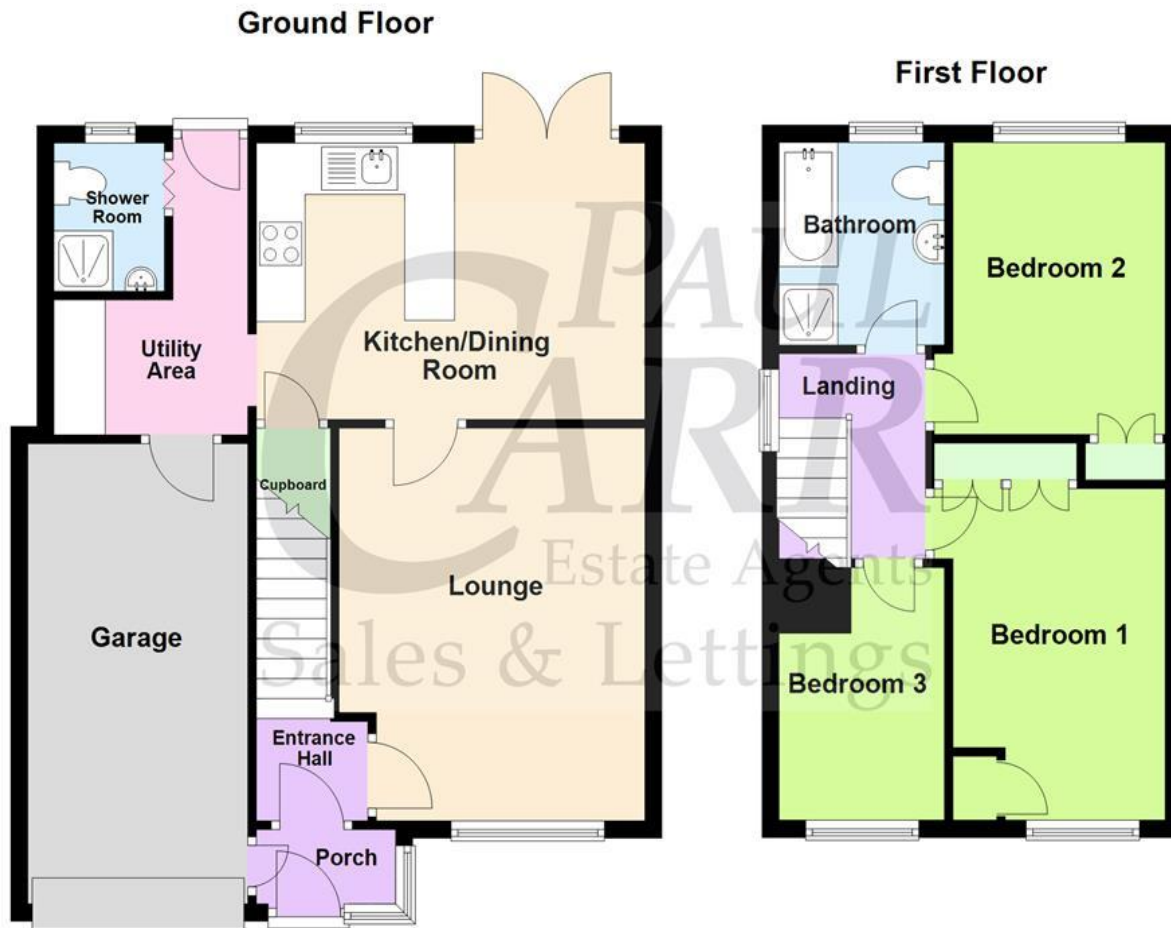 Ground Floor
First Floor
Shower
Room
Utility
Area
Kitchen/Dining
Room
Cupboard
Lounge
Garage
Entrance
Hall
Porch
Bathroom
Bedroom 2
Landing
Bedroom 1
Bedroom 3
PAUL
CARR
Estate Agents
Sales & Lettings